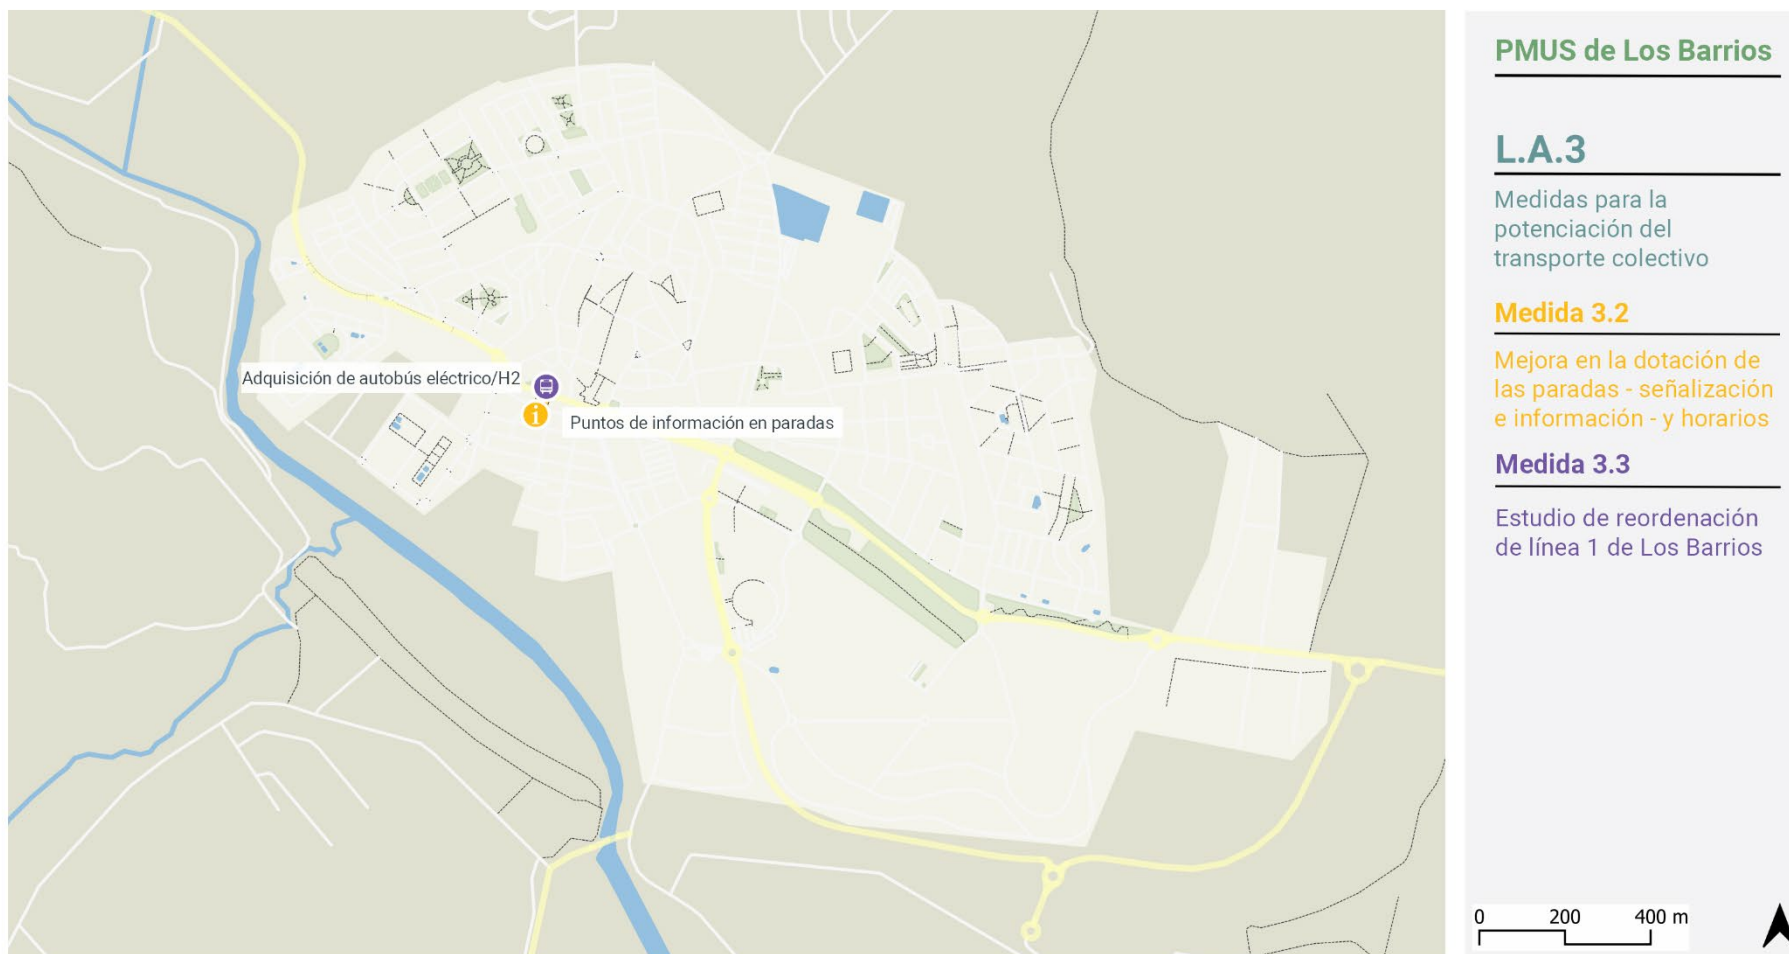 Adquisición de autobús eléctrico/H2
i
Puntos de información en paradas
PMUS de Los Barrios
L.A.3
Medidas para la
potenciación del
transporte colectivo
Medida 3.2
Mejora en la dotación de
las paradas - señalización
e información - y horarios
Medida 3.3
Estudio de reordenación
de línea 1 de Los Barrios
0 200 400 m